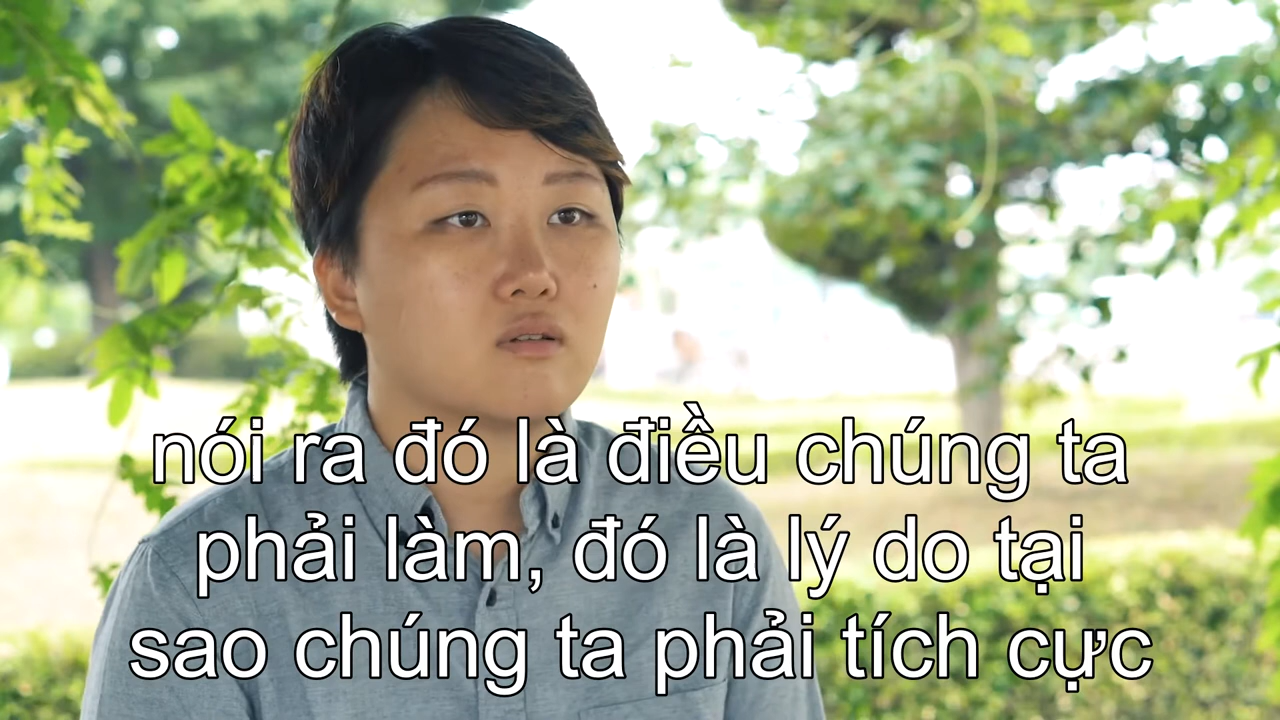 nói ra đó là điều chúng ta
phải làm, đó là lý do tại
sao chúng ta phải tích cực